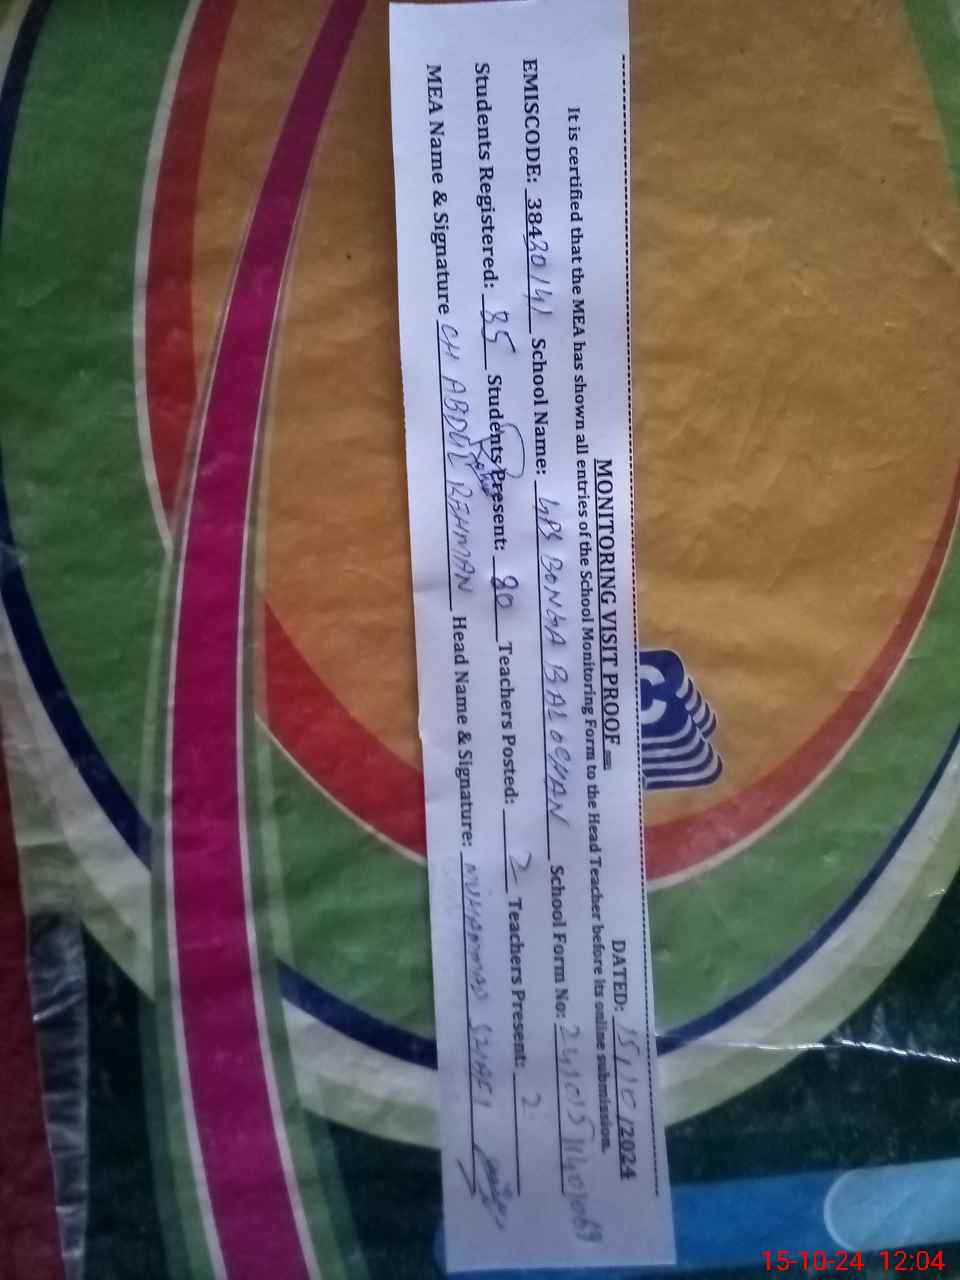 MONITORING VISIT PROOF DATED: 15/10/2024
It is certified that the MEA has shown all entries of the School Monitoring Form to the Head Teacher before its online submission.
EMISCODE: 38420141 School Name: GPS BONGA BALOCHAN School Form No:
Students Registered: 85 Students Present: 80 Teachers Posted: 2 Teachers Present: 2
MEA Name & Signature CH ABDUL REHMAN Head Name & Signature: MUHAMMAD
15-10-24 12:04